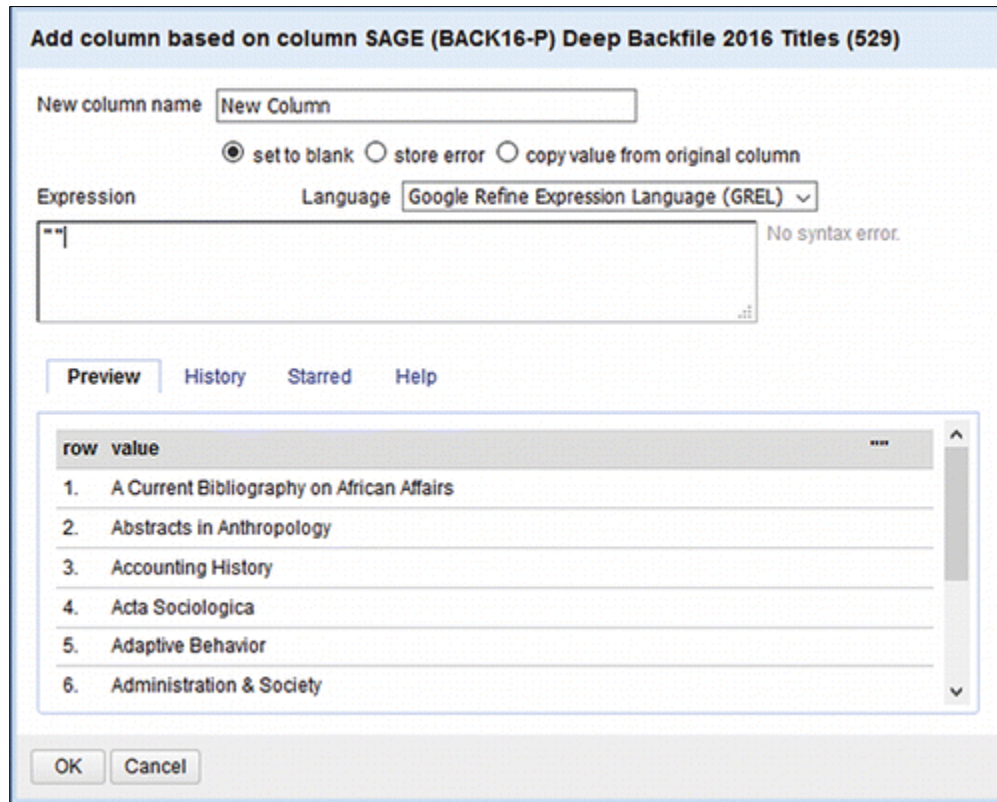 Add column based on column SAGE (BACK16-P) Deep Backfile 2016 Titles (529)
New column name New Column
set to blank store error copy value from original column
Expression Language Google Refine Expression Language (GREL)
"" No syntax error.
Preview History Starred Help
row value ""
1. A Current Bibliography on African Affairs
2. Abstracts in Anthropology
3. Accounting History
4. Acta Sociologica
5. Adaptive Behavior
6. Administration & Society
OK Cancel